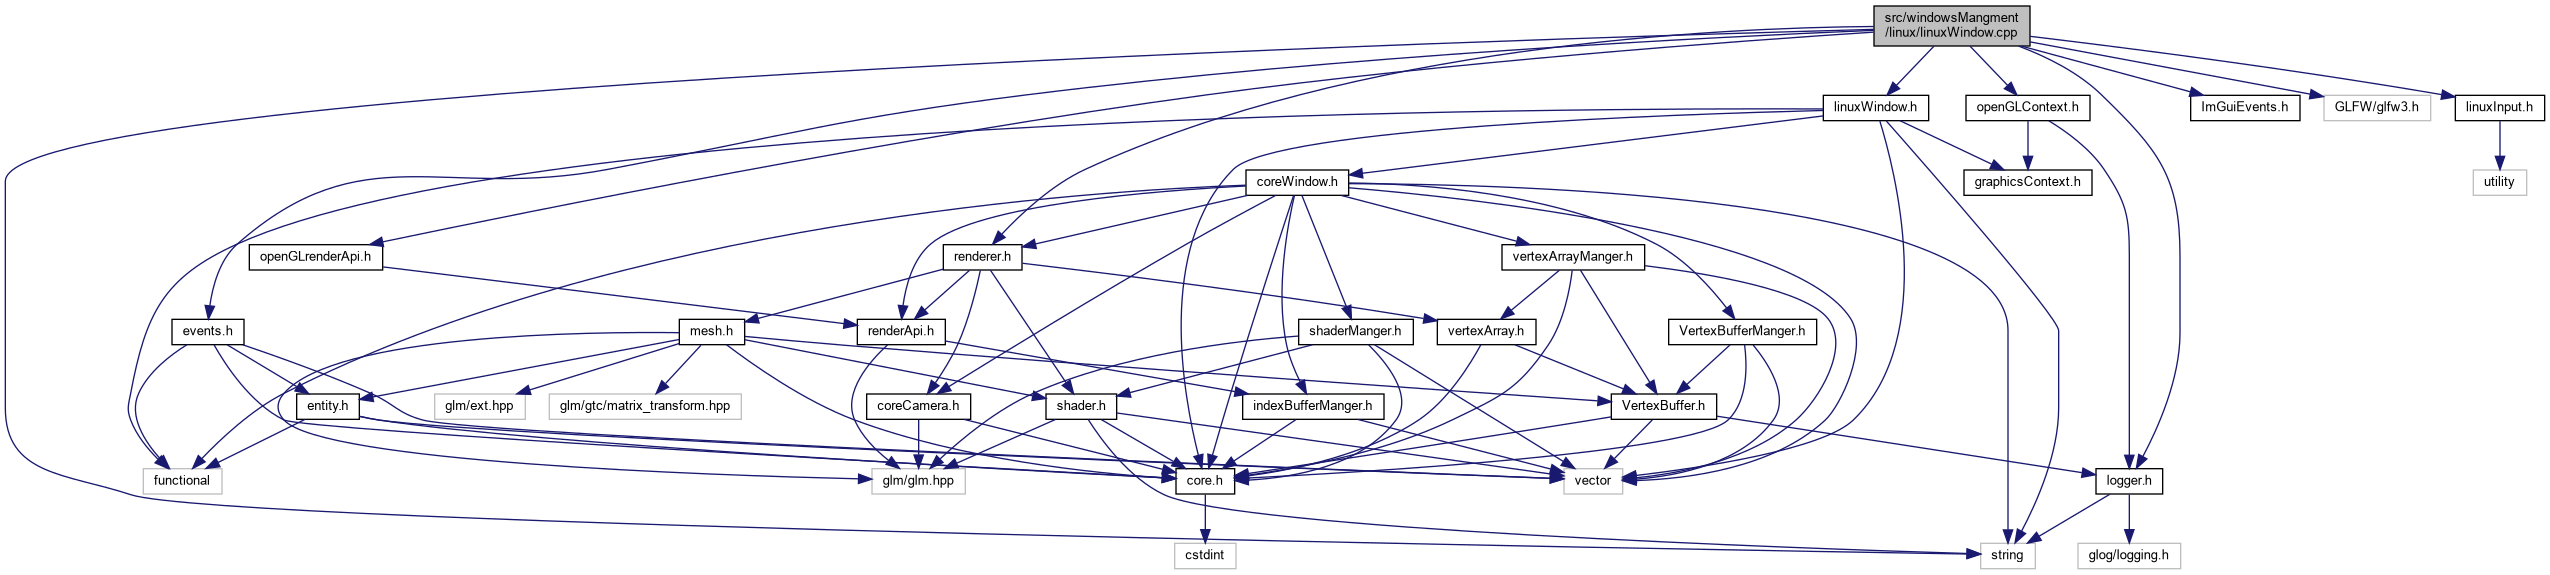 src/windowsMangment
/linux/linuxWindow.cpp
linuxWindow.h
openGLContext.h
ImGuiEvents.h
GLFW/glfw3.h
linuxInput.h
coreWindow.h
graphicsContext.h
utility
openGLrenderApi.h
renderer.h
vertexArrayManger.h
events.h
mesh.h
renderApi.h
shaderManger.h
vertexArray.h
VertexBufferManger.h
entity.h
glm/ext.hpp
glm/gtc/matrix_transform.hpp
coreCamera.h
shader.h
indexBufferManger.h
VertexBuffer.h
functional
glm/glm.hpp
core.h
vector
logger.h
cstdint
string
glog/logging.h